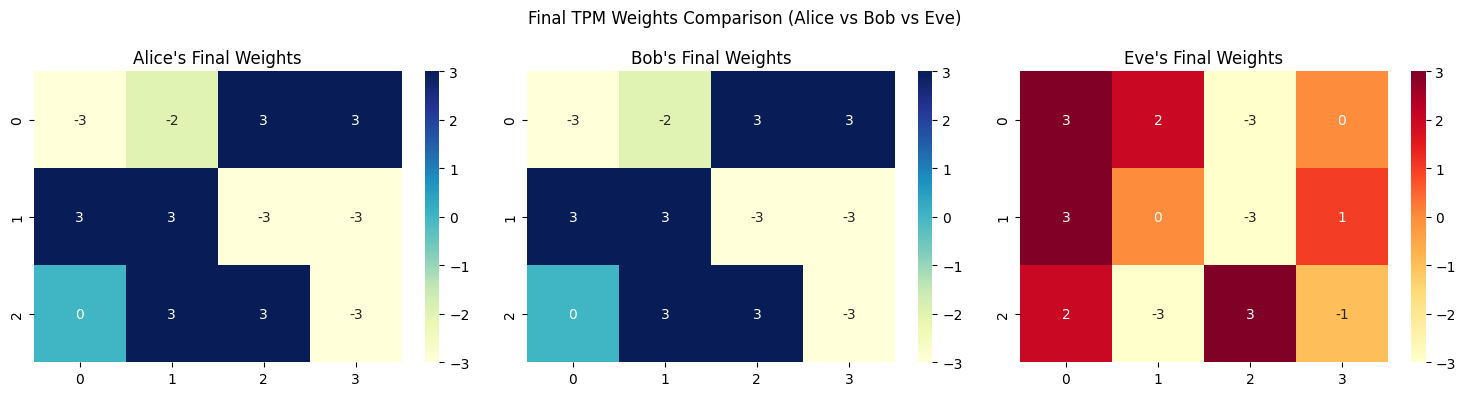 Final TPM Weights Comparison (Alice vs Bob vs Eve)
Alice's Final Weights
0 -3 -2 3 3
1 3 3 -3 -3
2 0 3 3 -3
0 1 2 3
3
2
1
0
−1
−2
−3
Bob's Final Weights
0 -3 -2 3 3
1 3 3 -3 -3
2 0 3 3 -3
0 1 2 3
3
2
1
0
−1
−2
−3
Eve's Final Weights
0 3 2 -3 0
1 3 0 -3 1
2 2 -3 3 -1
0 1 2 3
3
2
1
0
−1
−2
−3